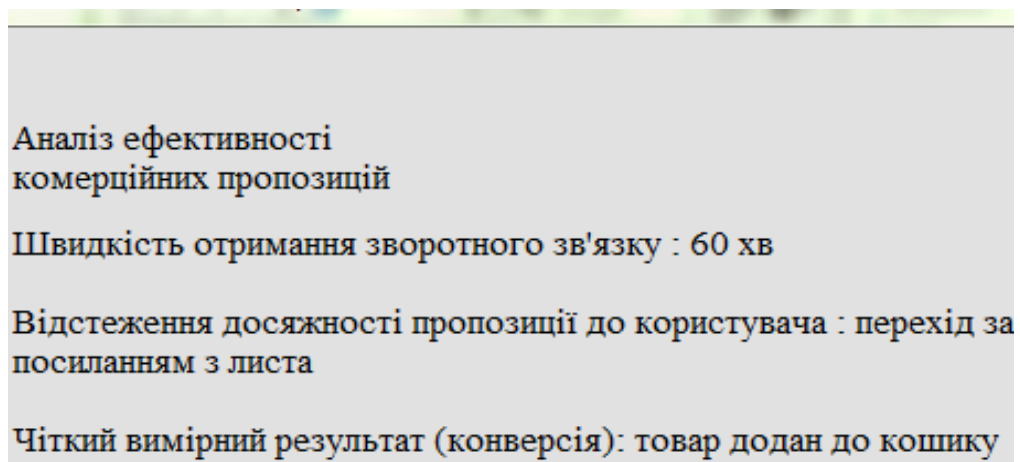 Аналіз ефективності
комерційних пропозицій
Швидкість отримання зворотного зв'язку : 60 хв
Відстеження досяжності пропозиції до користувача : перехід за
посиланням з листа
Чіткий вимірний результат (конверсія): товар додан до кошику